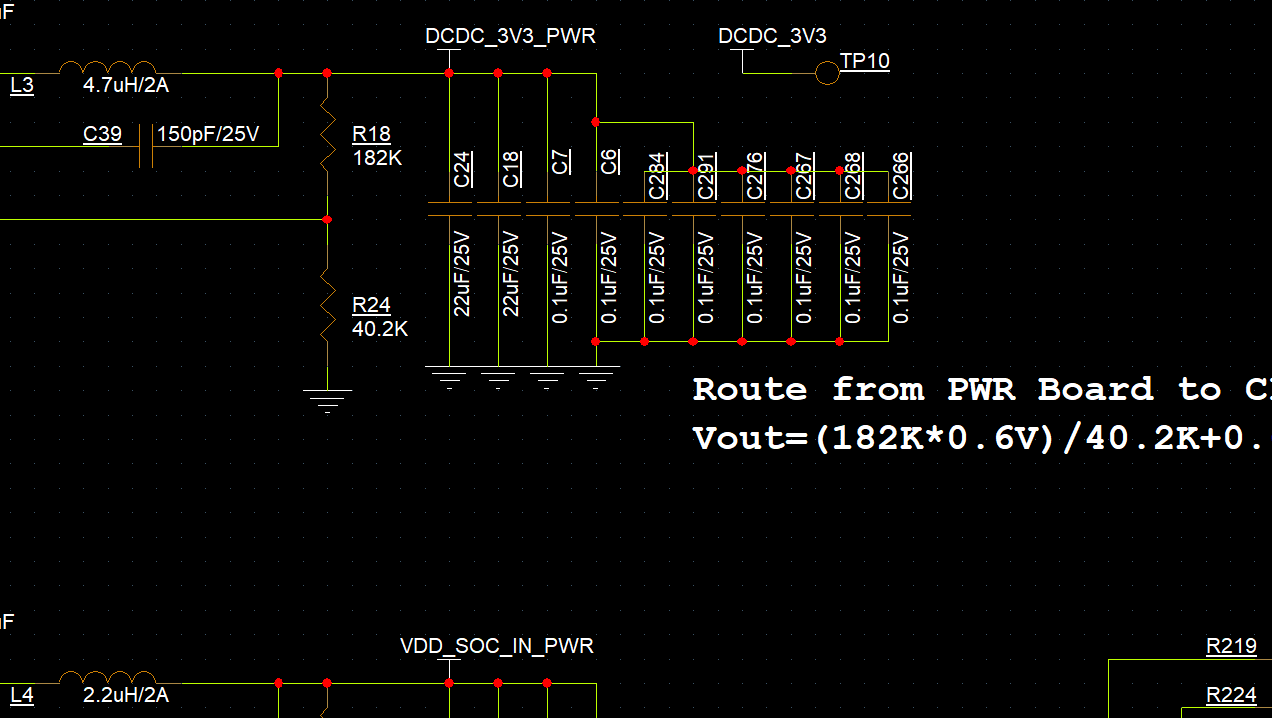 uF
DCDC_3V3_PWR
DCDC_3V3
TP10
L3
4.7uH/2A
C39
150pF/25V
R18
182K
C24
C18
C7
C6
C284
C291
C276
C267
C268
C266
22uF/25V
22uF/25V
0.1uF/25V
0.1uF/25V
0.1uF/25V
0.1uF/25V
0.1uF/25V
0.1uF/25V
0.1uF/25V
0.1uF/25V
R24
40.2K
Route from PWR Board to
Vout=(182K*0.6V)/40.2K+0.
uF
VDD_SOC_IN_PWR
L4
2.2uH/2A
R219
R224